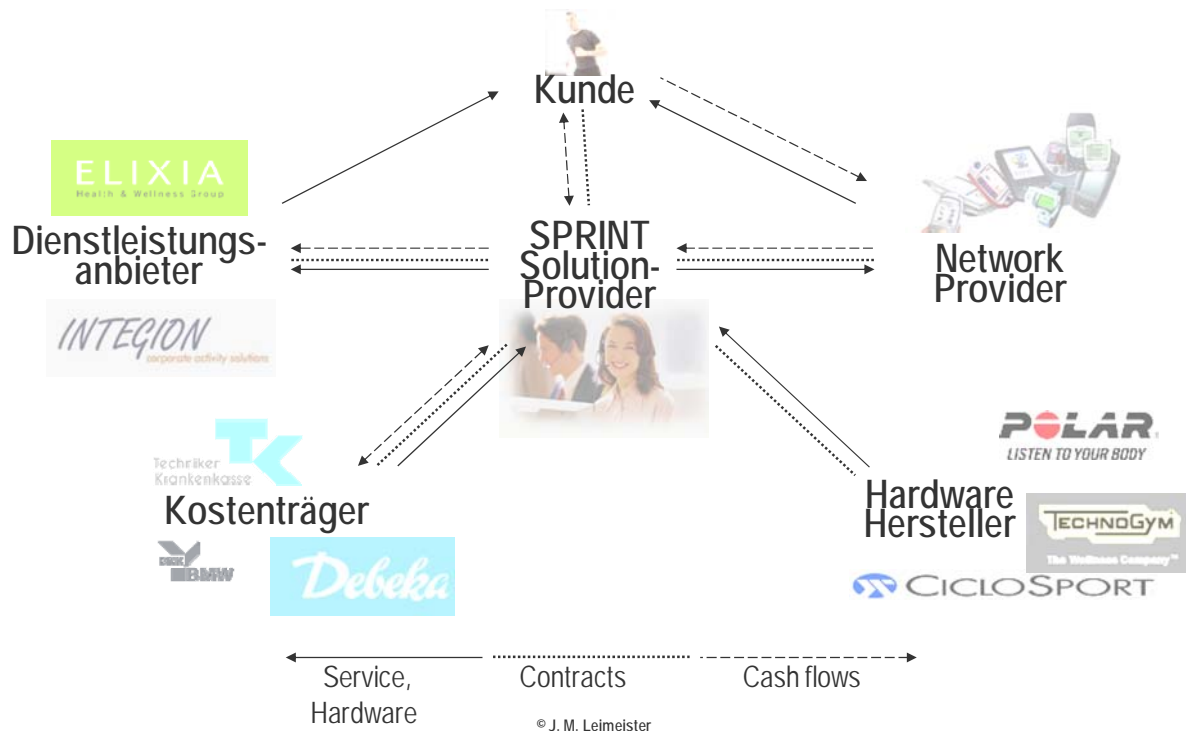 Kunde
ELIXIA
Health & Wellness Group
Dienstleistungs-
anbieter
INTEGION
corporate activity solutions
SPRINT
Solution-
Provider
Network
Provider
TK
Techniker
Krankenkasse
Kostenträger
BMW
Debeka
POLAR
LISTEN TO YOUR BODY
Hardware
Hersteller
TECHNOGYM
The Wellness Company™
CICLOSPORT
Service,
Hardware
Contracts
Cash flows
© J. M. Leimeister